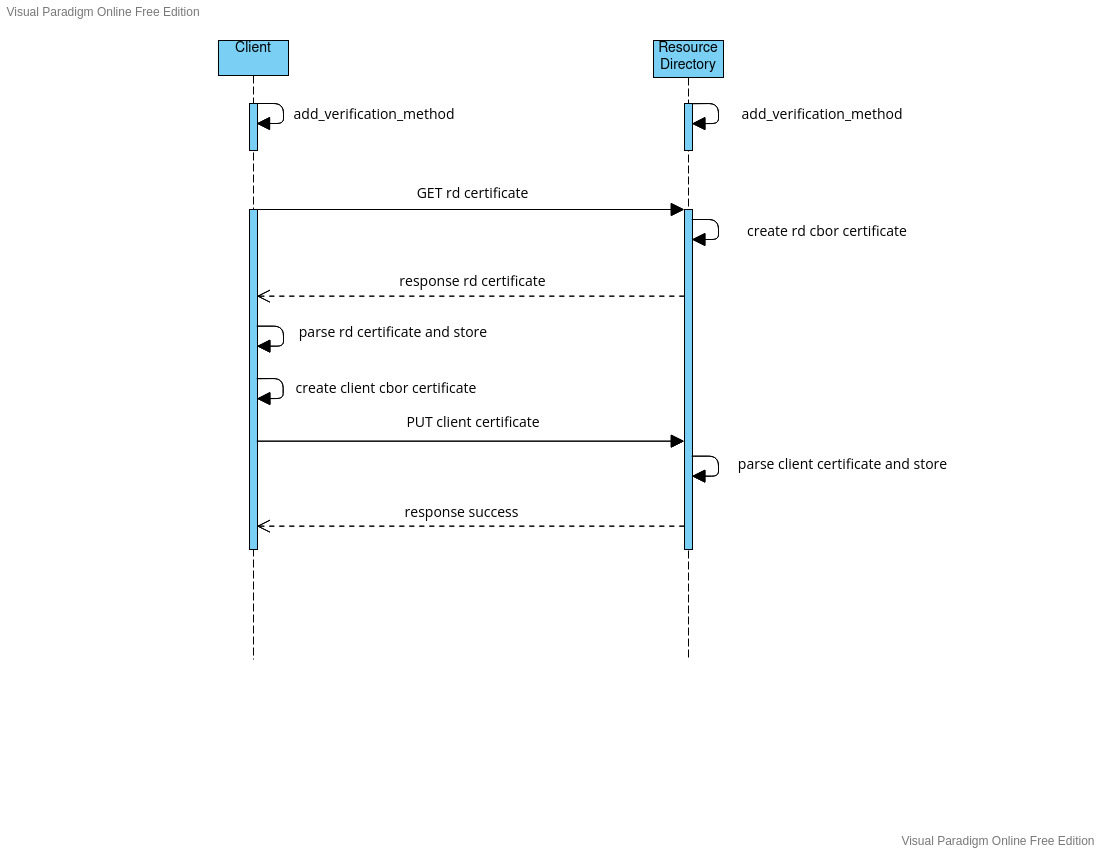 Visual Paradigm Online Free Edition
Client
Resource
Directory
add_verification_method
add_verification_method
GET rd certificate
create rd cbor certificate
response rd certificate
parse rd certificate and store
create client cbor certificate
PUT client certificate
parse client certificate and store
response success
Visual Paradigm Online Free Edition